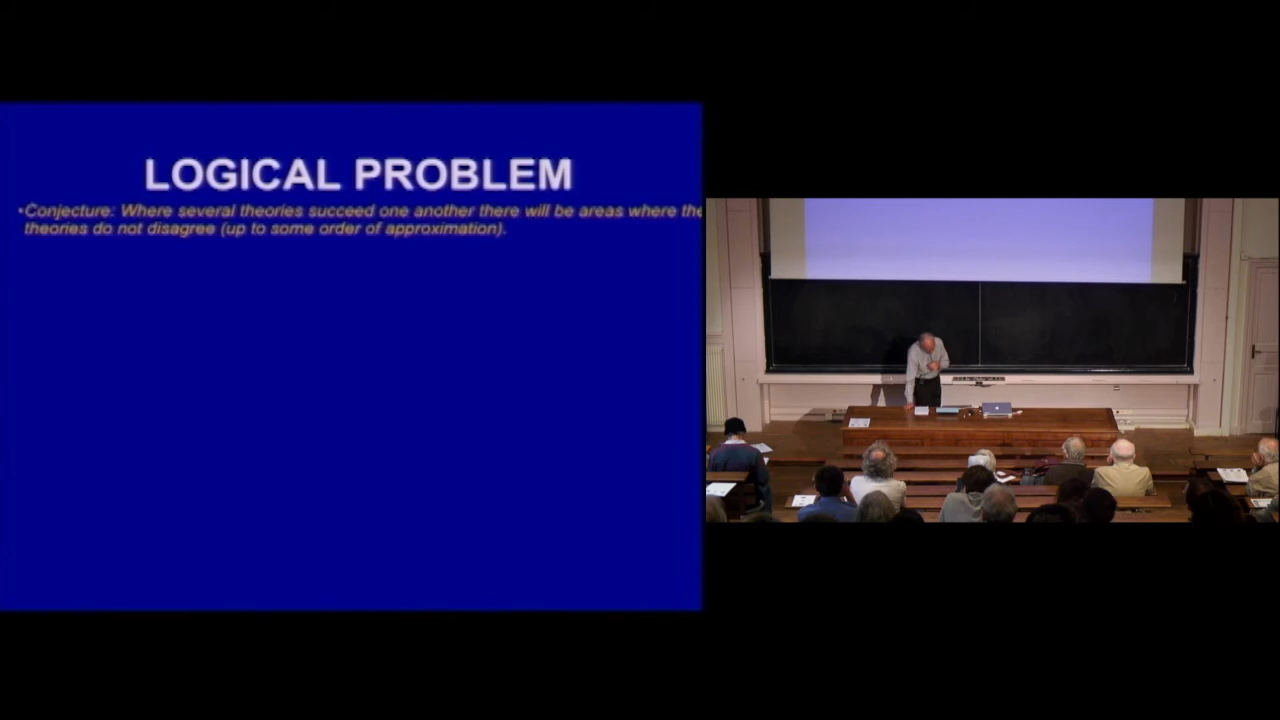 LOGICAL PROBLEM
•Conjecture: Where several theories succeed one another there will be areas where the
theories do not disagree (up to some order of approximation).